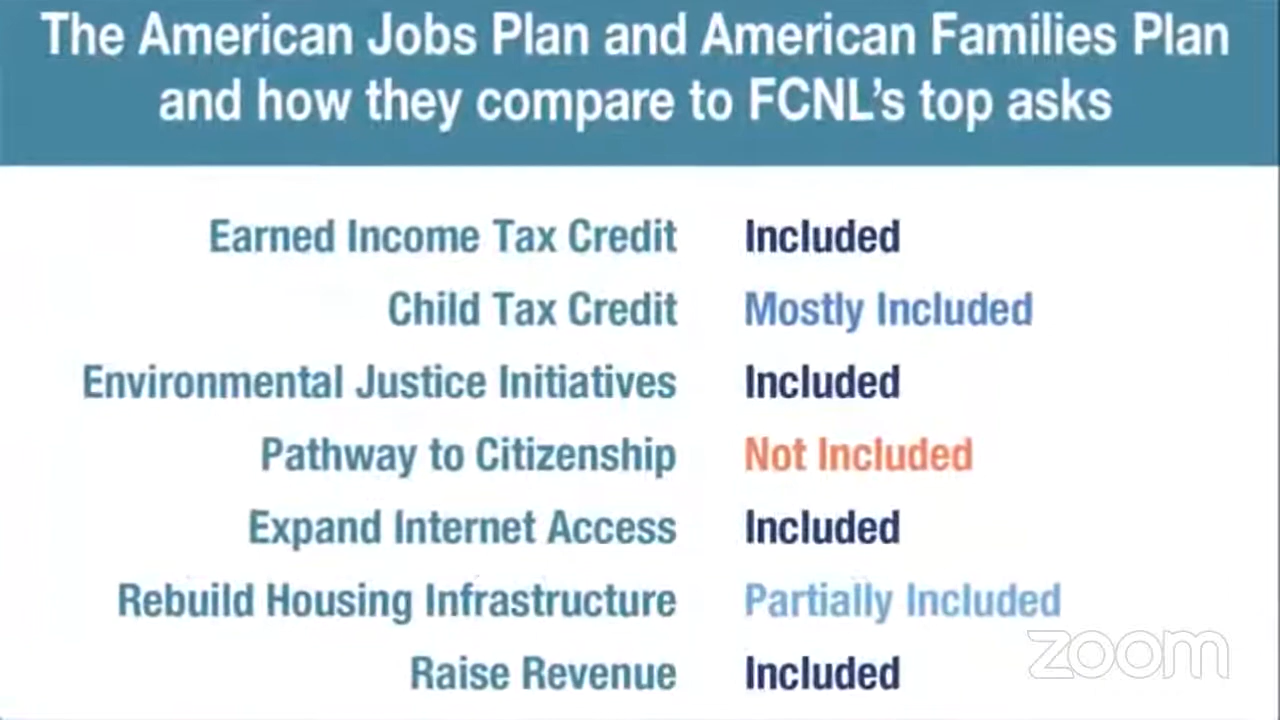 The American Jobs Plan and American Families Plan
and how they compare to FCNL's top asks
Earned Income Tax Credit Included
Child Tax Credit Mostly Included
Environmental Justice Initiatives Included
Pathway to Citizenship Not Included
Expand Internet Access Included
Rebuild Housing Infrastructure Partially Included
zoom
Raise Revenue Included